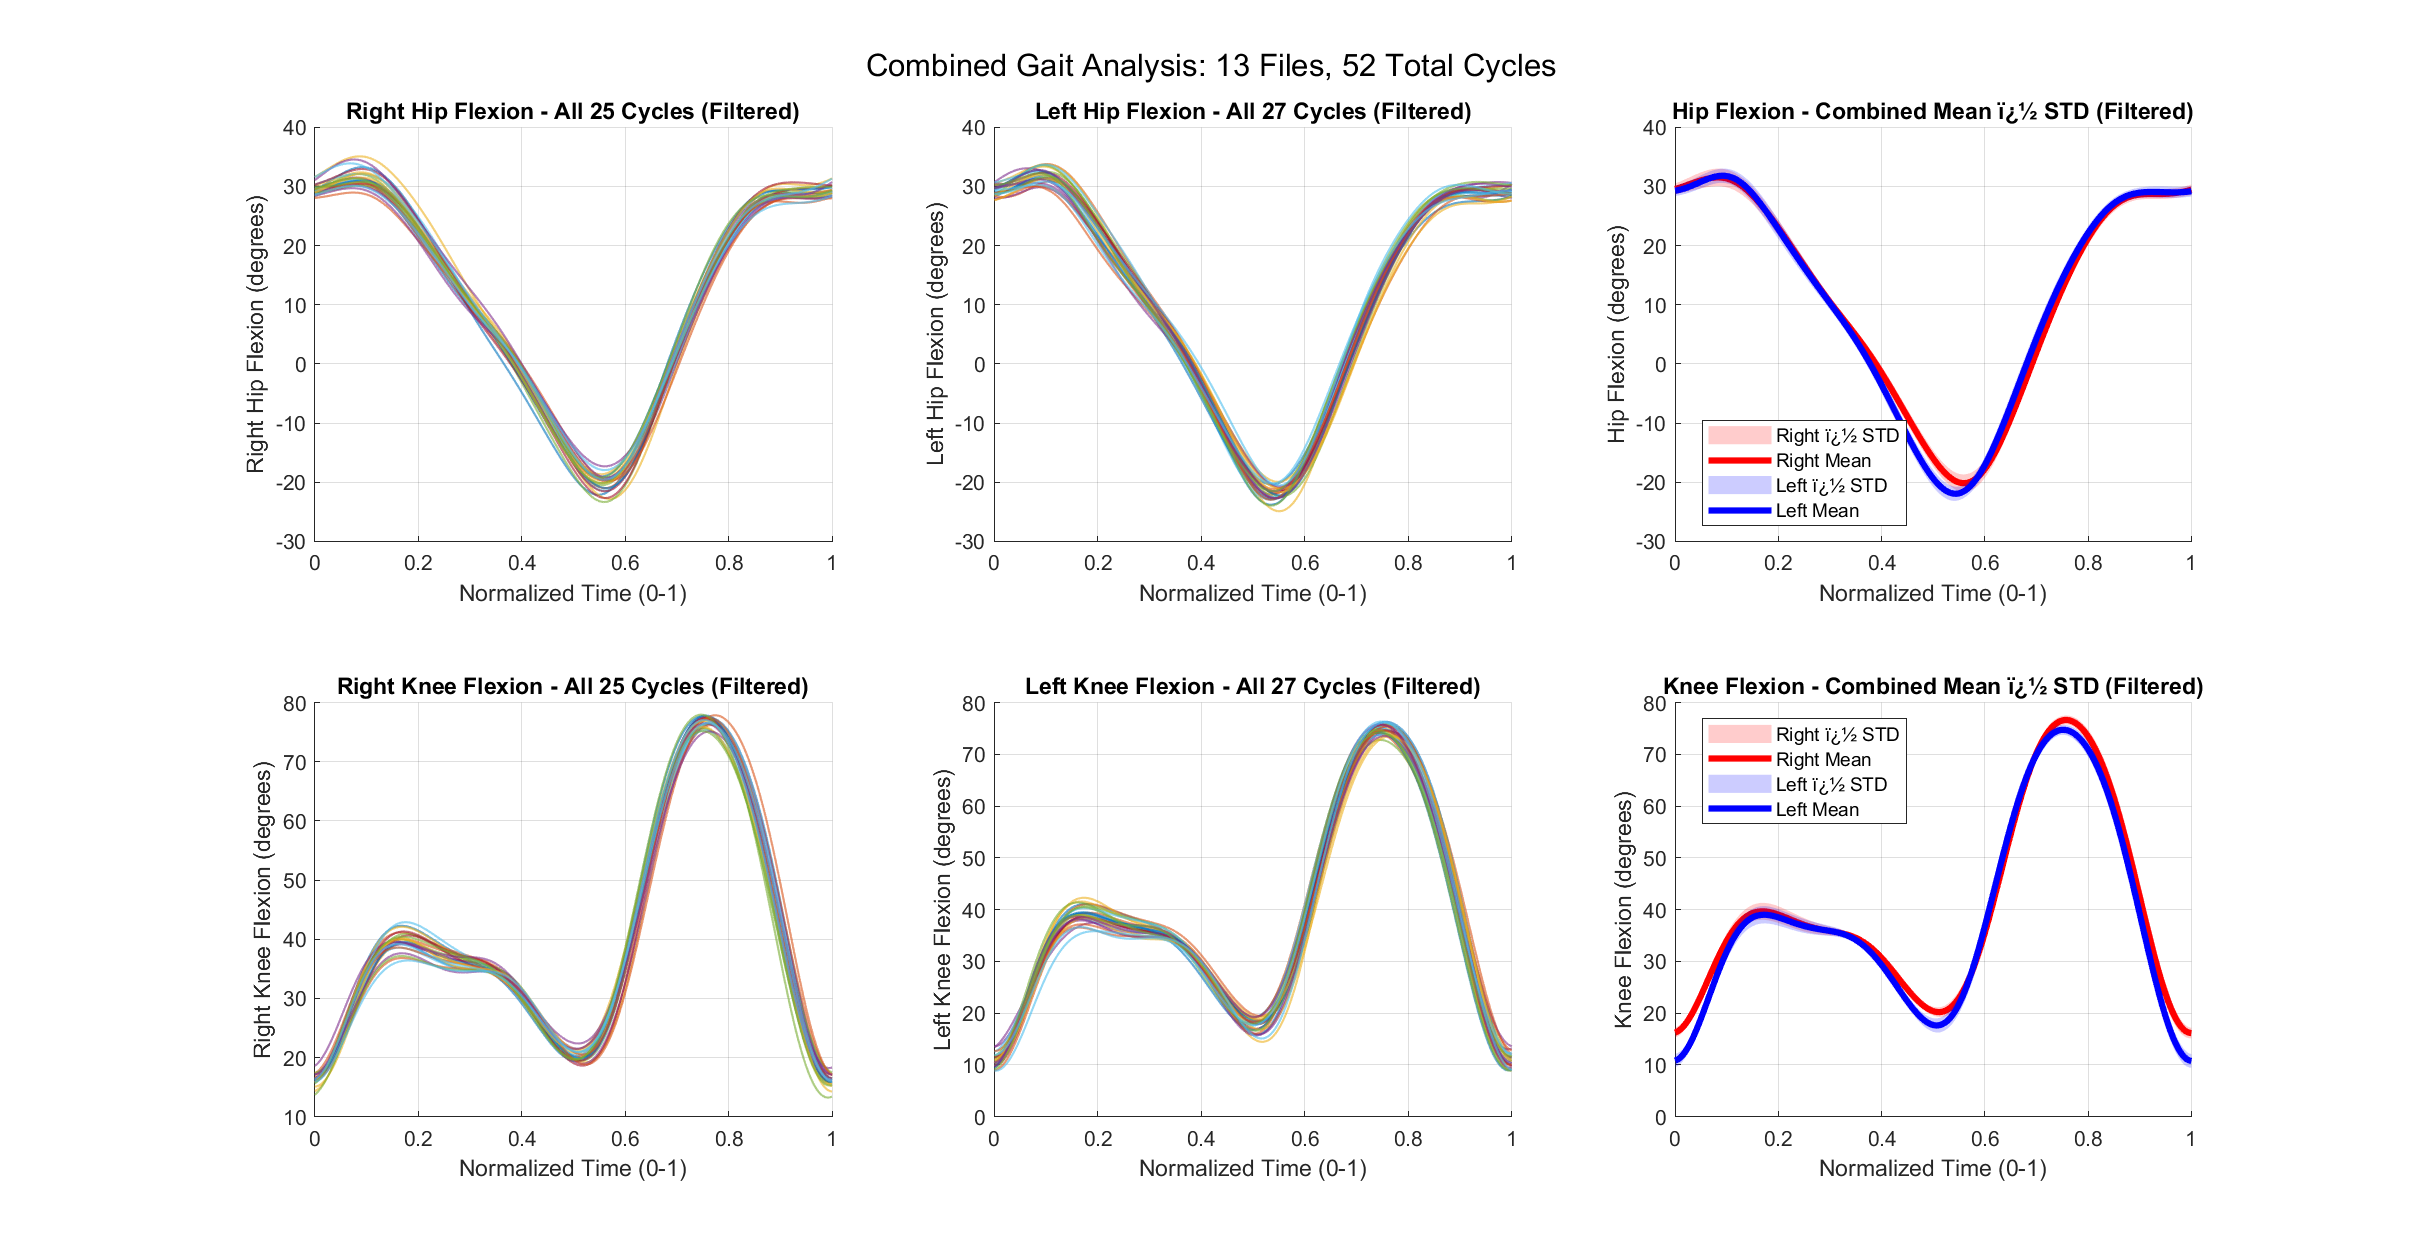 Combined Gait Analysis: 13 Files, 52 Total Cycles
Right Hip Flexion - All 25 Cycles (Filtered)
Right Hip Flexion (degrees)
40
30
20
10
0
-10
-20
-30
0 0.2 0.4 0.6 0.8 1
Normalized Time (0-1)
Left Hip Flexion - All 27 Cycles (Filtered)
Left Hip Flexion (degrees)
40
30
20
10
0
-10
-20
-30
0 0.2 0.4 0.6 0.8 1
Normalized Time (0-1)
Hip Flexion - Combined Mean ï¿½ STD (Filtered)
Hip Flexion (degrees)
40
30
20
10
0
-10
-20
-30
Right ï¿½ STD
Right Mean
Left ï¿½ STD
Left Mean
0 0.2 0.4 0.6 0.8 1
Normalized Time (0-1)
Right Knee Flexion - All 25 Cycles (Filtered)
Right Knee Flexion (degrees)
80
70
60
50
40
30
20
10
0 0.2 0.4 0.6 0.8 1
Normalized Time (0-1)
Left Knee Flexion - All 27 Cycles (Filtered)
Left Knee Flexion (degrees)
80
70
60
50
40
30
20
10
0
0 0.2 0.4 0.6 0.8 1
Normalized Time (0-1)
Knee Flexion - Combined Mean ï¿½ STD (Filtered)
Knee Flexion (degrees)
80
70
60
50
40
30
20
10
0
Right ï¿½ STD
Right Mean
Left ï¿½ STD
Left Mean
0 0.2 0.4 0.6 0.8 1
Normalized Time (0-1)